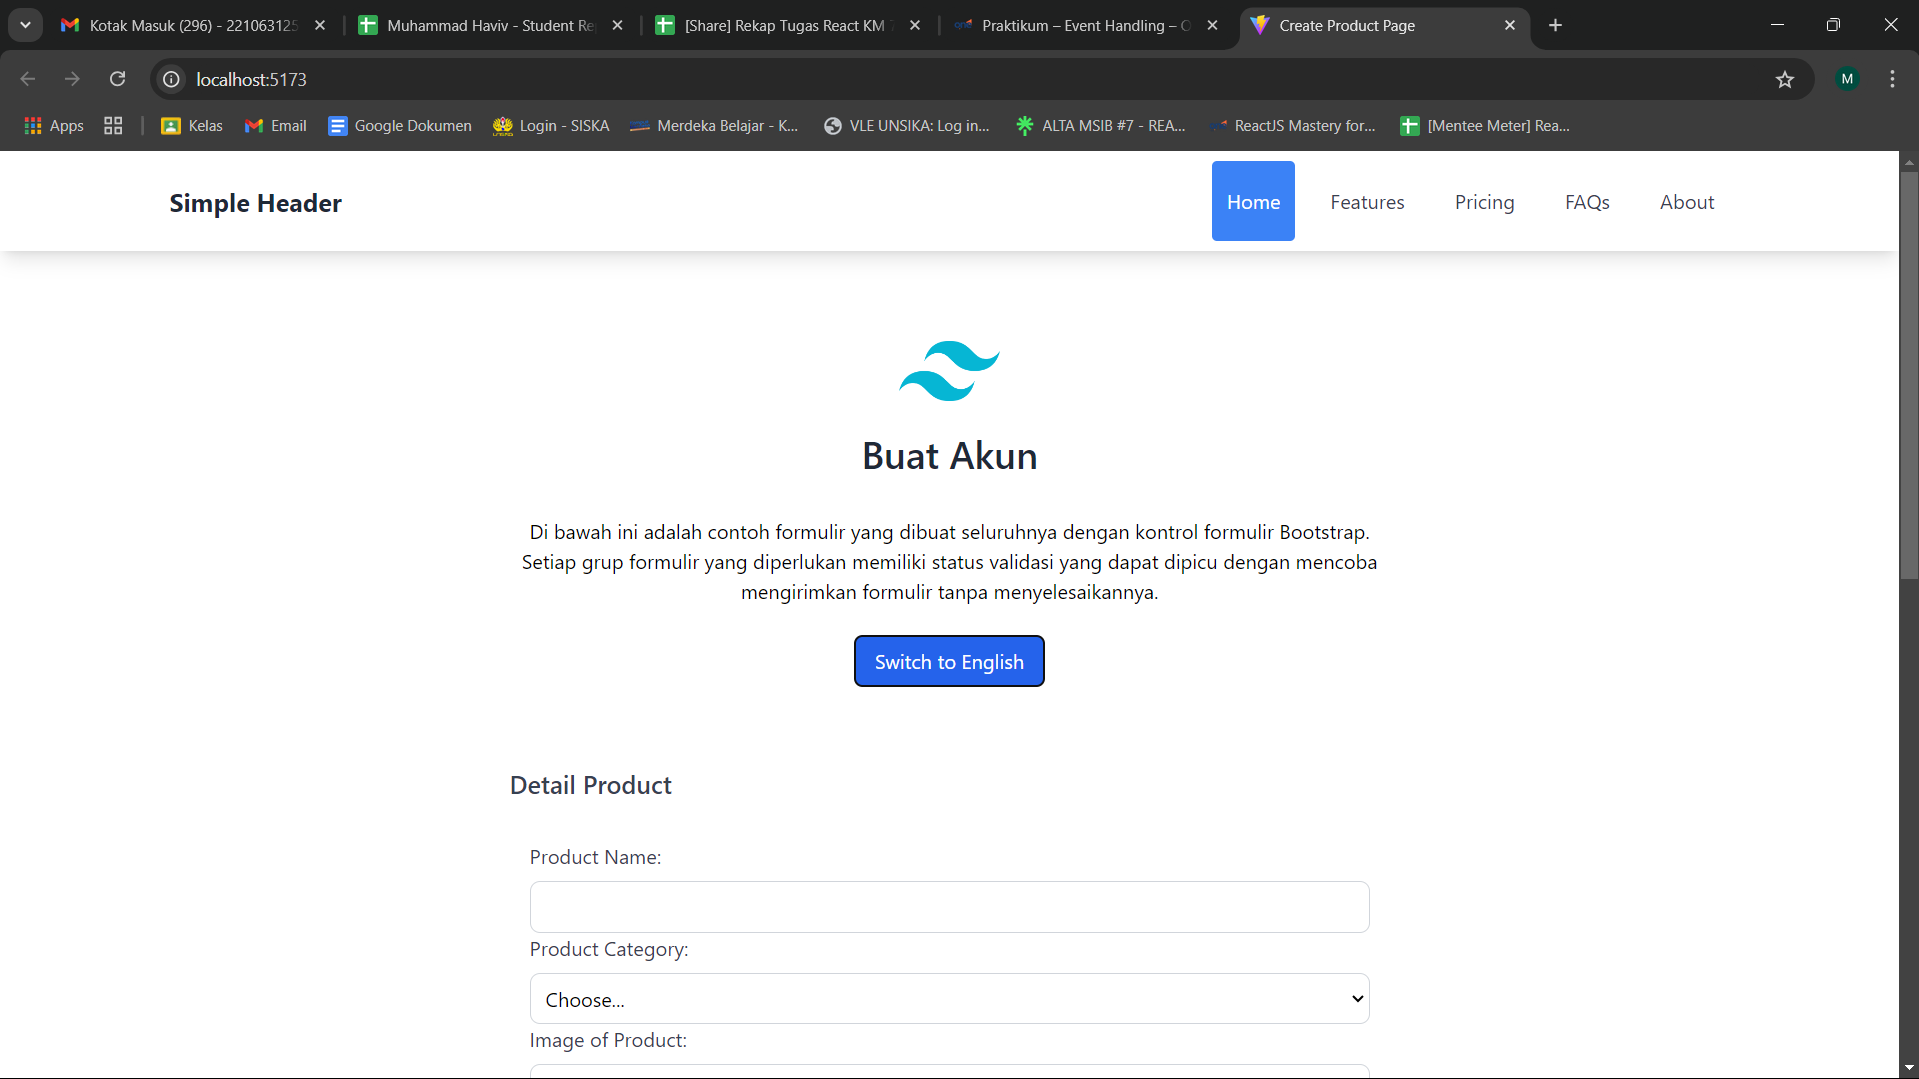 Kotak Masuk (296) - 221063125
Muhammad Haviv - Student Re
[Share] Rekap Tugas React KM 7
Praktikum – Event Handling – O
Create Product Page
localhost:5173
M
Apps
Kelas
Email
Google Dokumen
Login - SISKA
Merdeka Belajar - K...
VLE UNSIKA: Log in...
ALTA MSIB #7 - REA...
ReactJS Mastery for...
[Mentee Meter] Rea...
Simple Header
Home
Features
Pricing
FAQs
About
Buat Akun
Di bawah ini adalah contoh formulir yang dibuat seluruhnya dengan kontrol formulir Bootstrap.
Setiap grup formulir yang diperlukan memiliki status validasi yang dapat dipicu dengan mencoba
mengirimkan formulir tanpa menyelesaikannya.
Switch to English
Detail Product
Product Name:
Product Category:
Choose...
Image of Product: